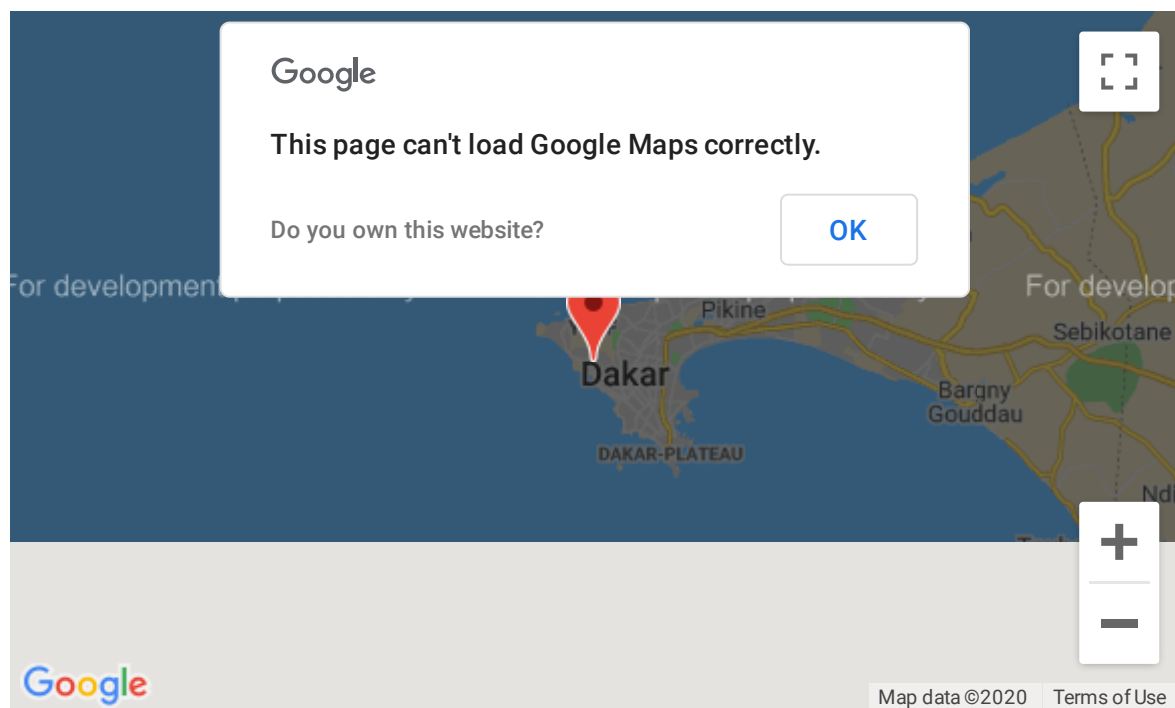 Google
This page can't load Google Maps correctly.
Do you own this website?
OK
For development
For develop
Pikine
Sebikotane
Dakar
Bargny
Gouddau
DAKAR-PLATEAU
Google
Map data ©2020
Terms of Use